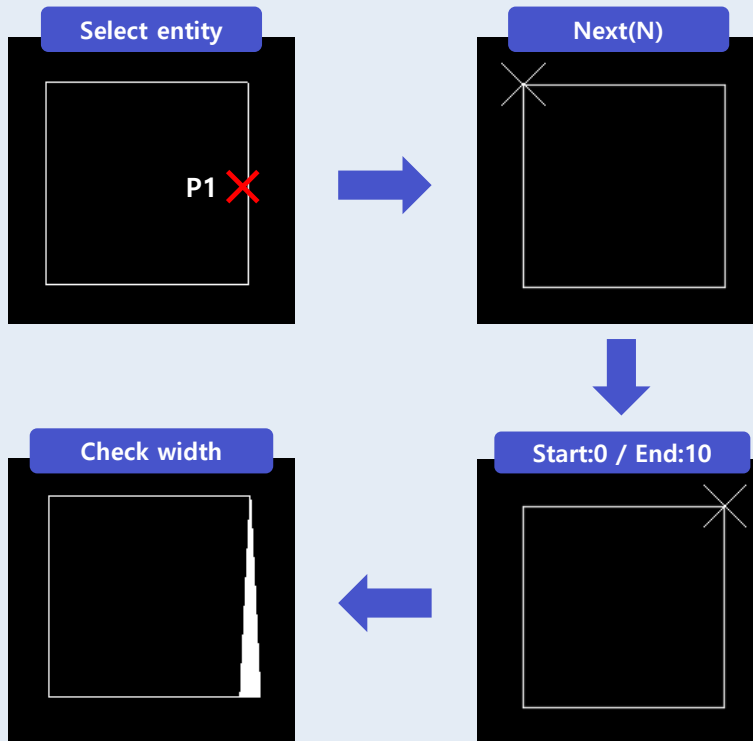 Select entity
Next(N)
P1
Check width
Start:0 / End:10